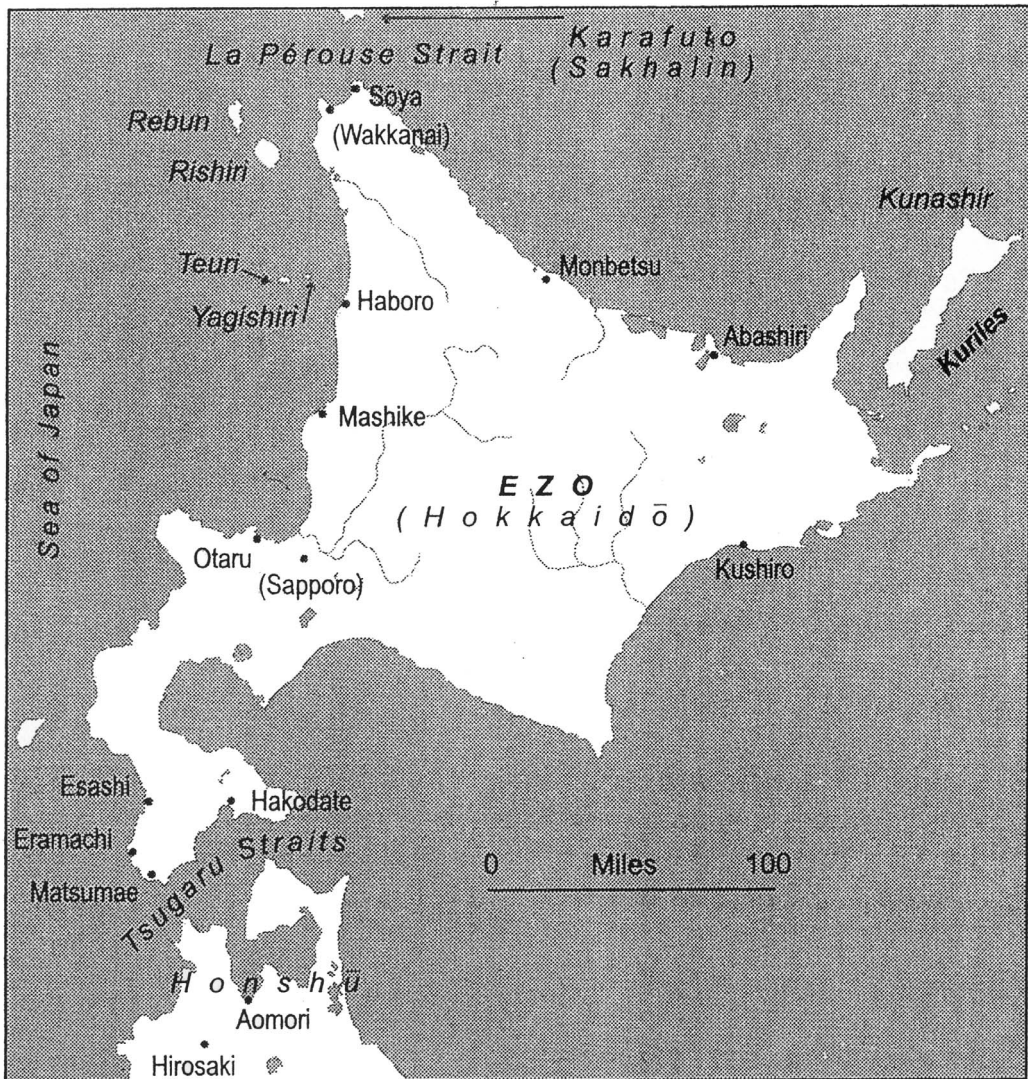 Karafuto
(Sakhalin)
La Pérouse Strait
Sōya
(Wakkanai)
Rebun
Rishiri
Kunashir
Teuri
Yagishiri
Monbetsu
Haboro
Abashiri
Kuriles
Sea of Japan
Mashike
EZO
(Hokkaidō)
Otaru
(Sapporo)
Kushiro
Esashi
Hakodate
Eramachi
Matsumae
Tsugaru Straits
0 Miles 100
Honshū
Aomori
Hirosaki